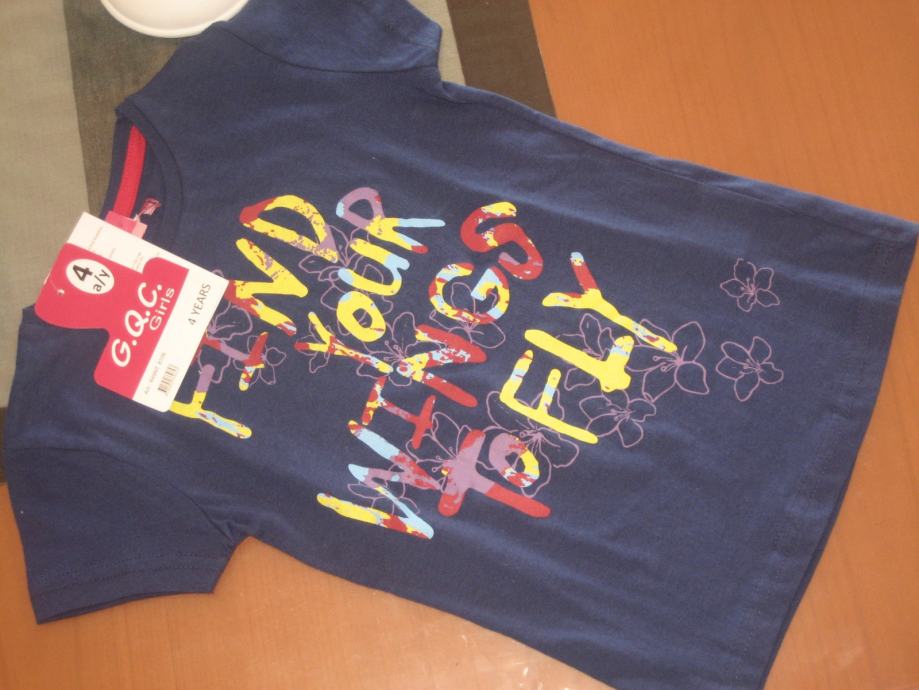 FIND
YOUR
WINGS
to FLY
4
a/y
G.Q.C.
Girls
4 YEARS